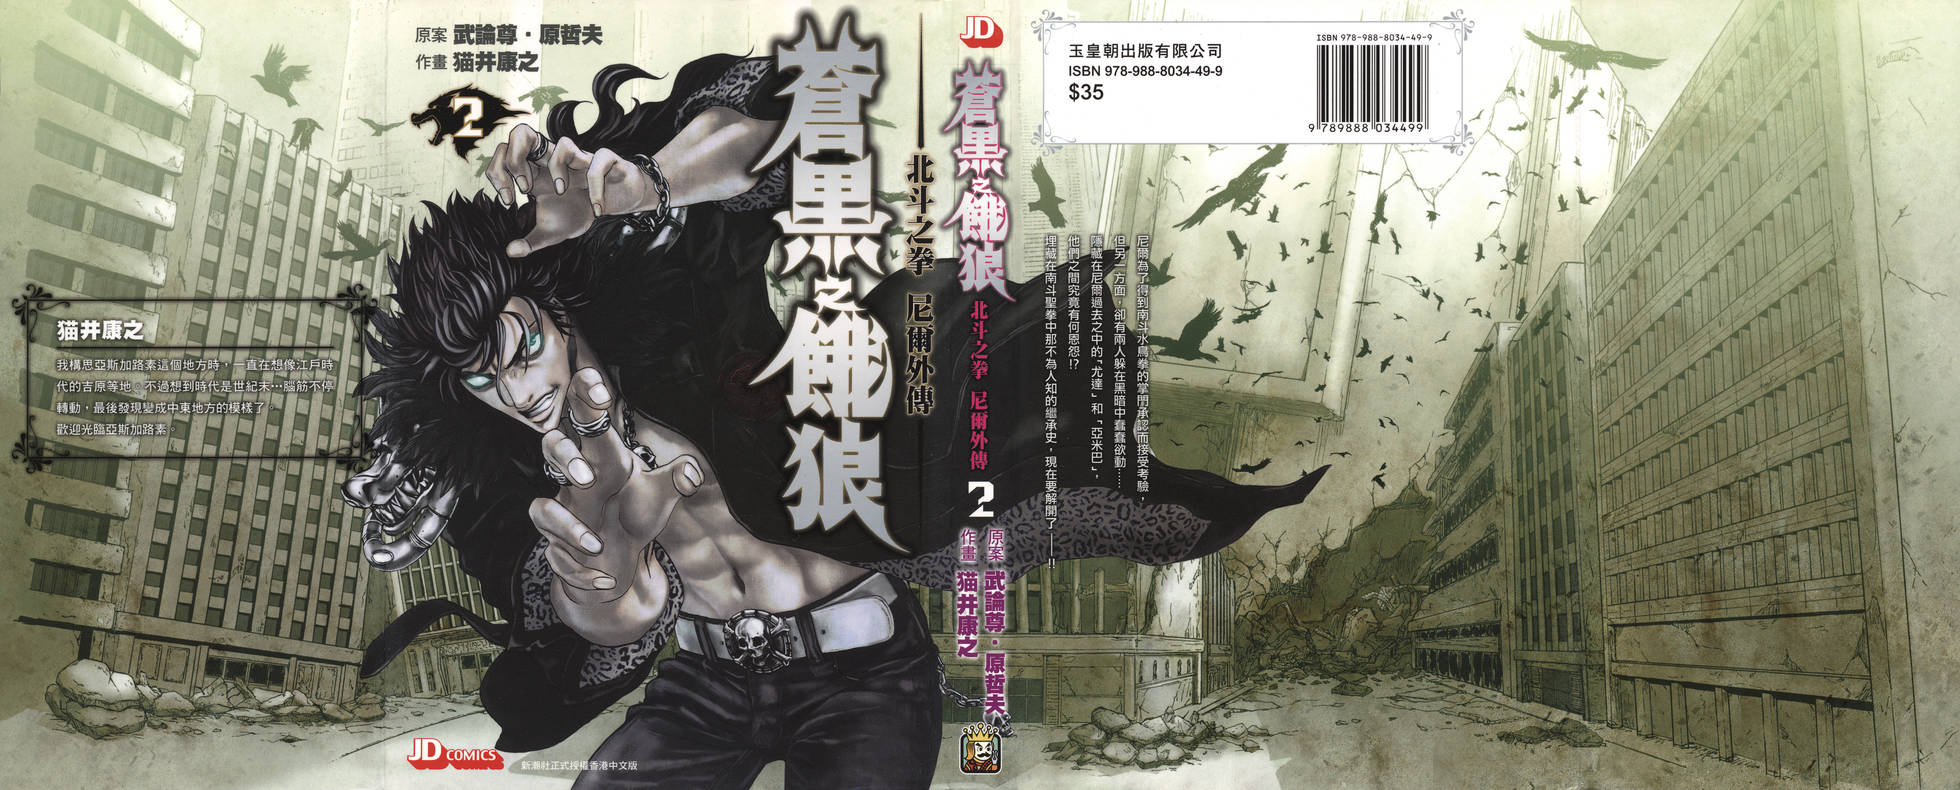 猫井康之
我構思亞斯加路素這個地方時，一直在想像江戶時
代的吉原等地。不過想到時代是世紀末…腦筋不停
轉動，最後發現變成中東地方的模樣了。
歡迎光臨亞斯加路素。
原案 武論尊・原哲夫
作畫 猫井康之
2
蒼黒之餓狼
北斗之拳 尼爾外傳
JD COMICS
新潮社正式授權香港中文版
JD
蒼黒之餓狼
北斗之拳 尼爾外傳
2
原案 武論尊・原哲夫
作畫 猫井康之
玉皇朝出版有限公司
ISBN 978-988-8034-49-9
$35
ISBN 978-988-8034-49-9
9 789888 034499
尼爾為了得到南斗水鳥拳的掌門承認而接受考驗，
但另一方面，卻有兩人躲在黑暗中蠢蠢欲動……
隱藏在尼爾過去之中的「尤達」和「亞米巴」，
他們之間究竟有何恩怨!?
埋藏在南斗聖拳中那不為人知的繼承史，現在要解開了——!!